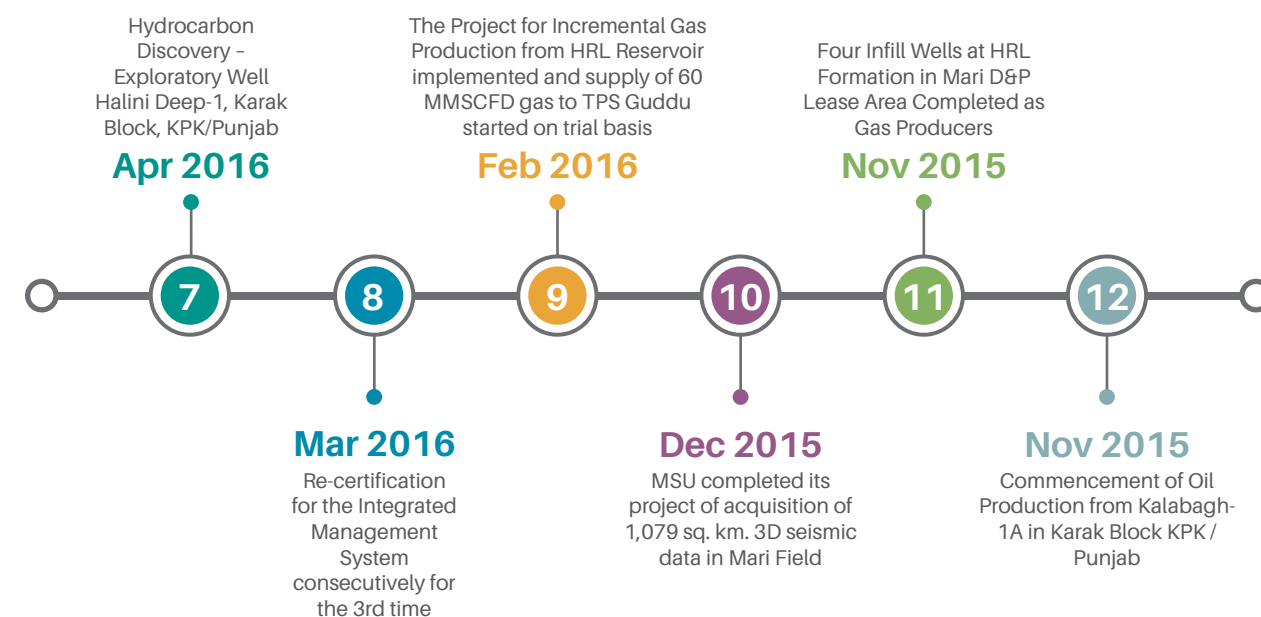 Hydrocarbon
Discovery –
Exploratory Well
Halini Deep-1, Karak
Block, KPK/Punjab
Apr 2016
7
Mar 2016
Re-certification
for the Integrated
Management
System
consecutively for
the 3rd time
8
The Project for Incremental Gas
Production from HRL Reservoir
implemented and supply of 60
MMSCFD gas to TPS Guddu
started on trial basis
Feb 2016
9
10
Dec 2015
MSU completed its
project of acquisition of
1,079 sq. km. 3D seismic
data in Mari Field
Four Infill Wells at HRL
Formation in Mari D&P
Lease Area Completed as
Gas Producers
Nov 2015
11
12
Nov 2015
Commencement of Oil
Production from Kalabagh-
1A in Karak Block KPK /
Punjab